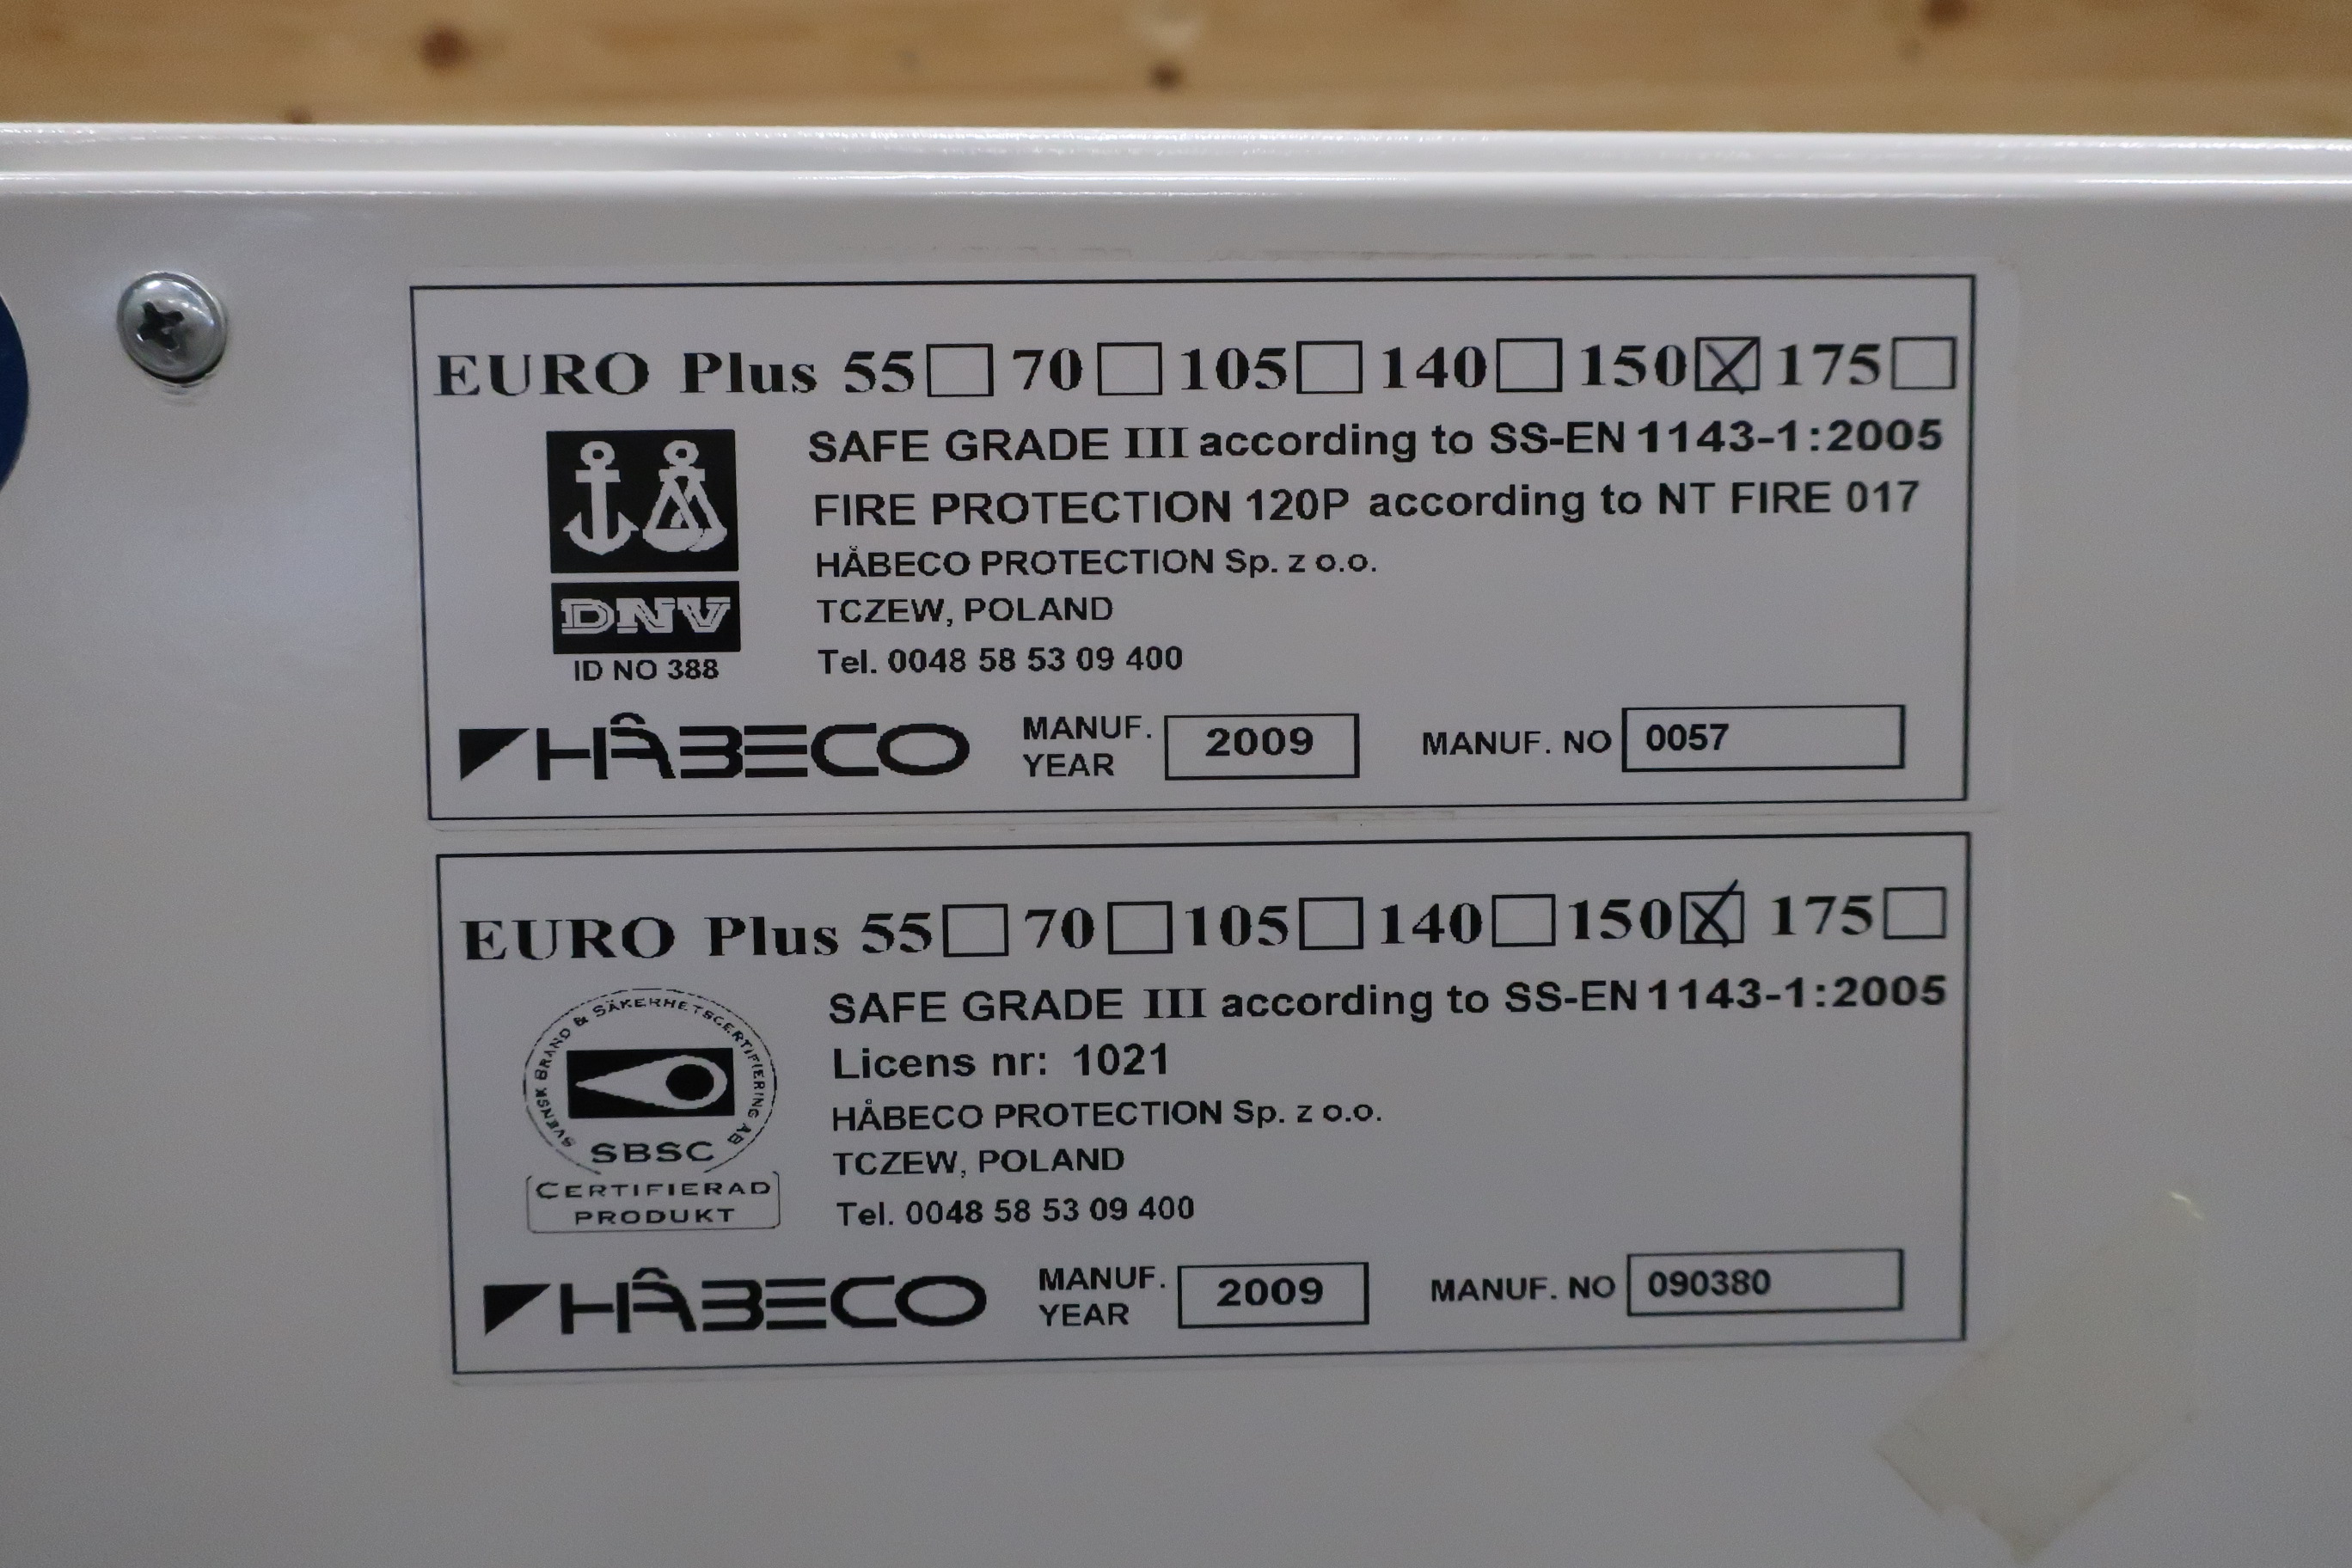 EURO Plus 55 ☐ 70 ☐ 105 ☐ 140 ☐ 150 ☒ 175 ☐
SAFE GRADE III according to SS-EN 1143-1:2005
FIRE PROTECTION 120P according to NT FIRE 017
HÅBECO PROTECTION Sp. z o.o.
TCZEW, POLAND
Tel. 0048 58 53 09 400
DNV
ID NO 388
HÅBECO
MANUF. YEAR 2009
MANUF. NO 0057
EURO Plus 55 ☐ 70 ☐ 105 ☐ 140 ☐ 150 ☒ 175 ☐
SAFE GRADE III according to SS-EN 1143-1:2005
Licens nr: 1021
HÅBECO PROTECTION Sp. z o.o.
TCZEW, POLAND
Tel. 0048 58 53 09 400
SVENSK BRAND & SÄKERHETSCERTIFIERING AB
SBSC
CERTIFIERAD
PRODUKT
HÅBECO
MANUF. YEAR 2009
MANUF. NO 090380